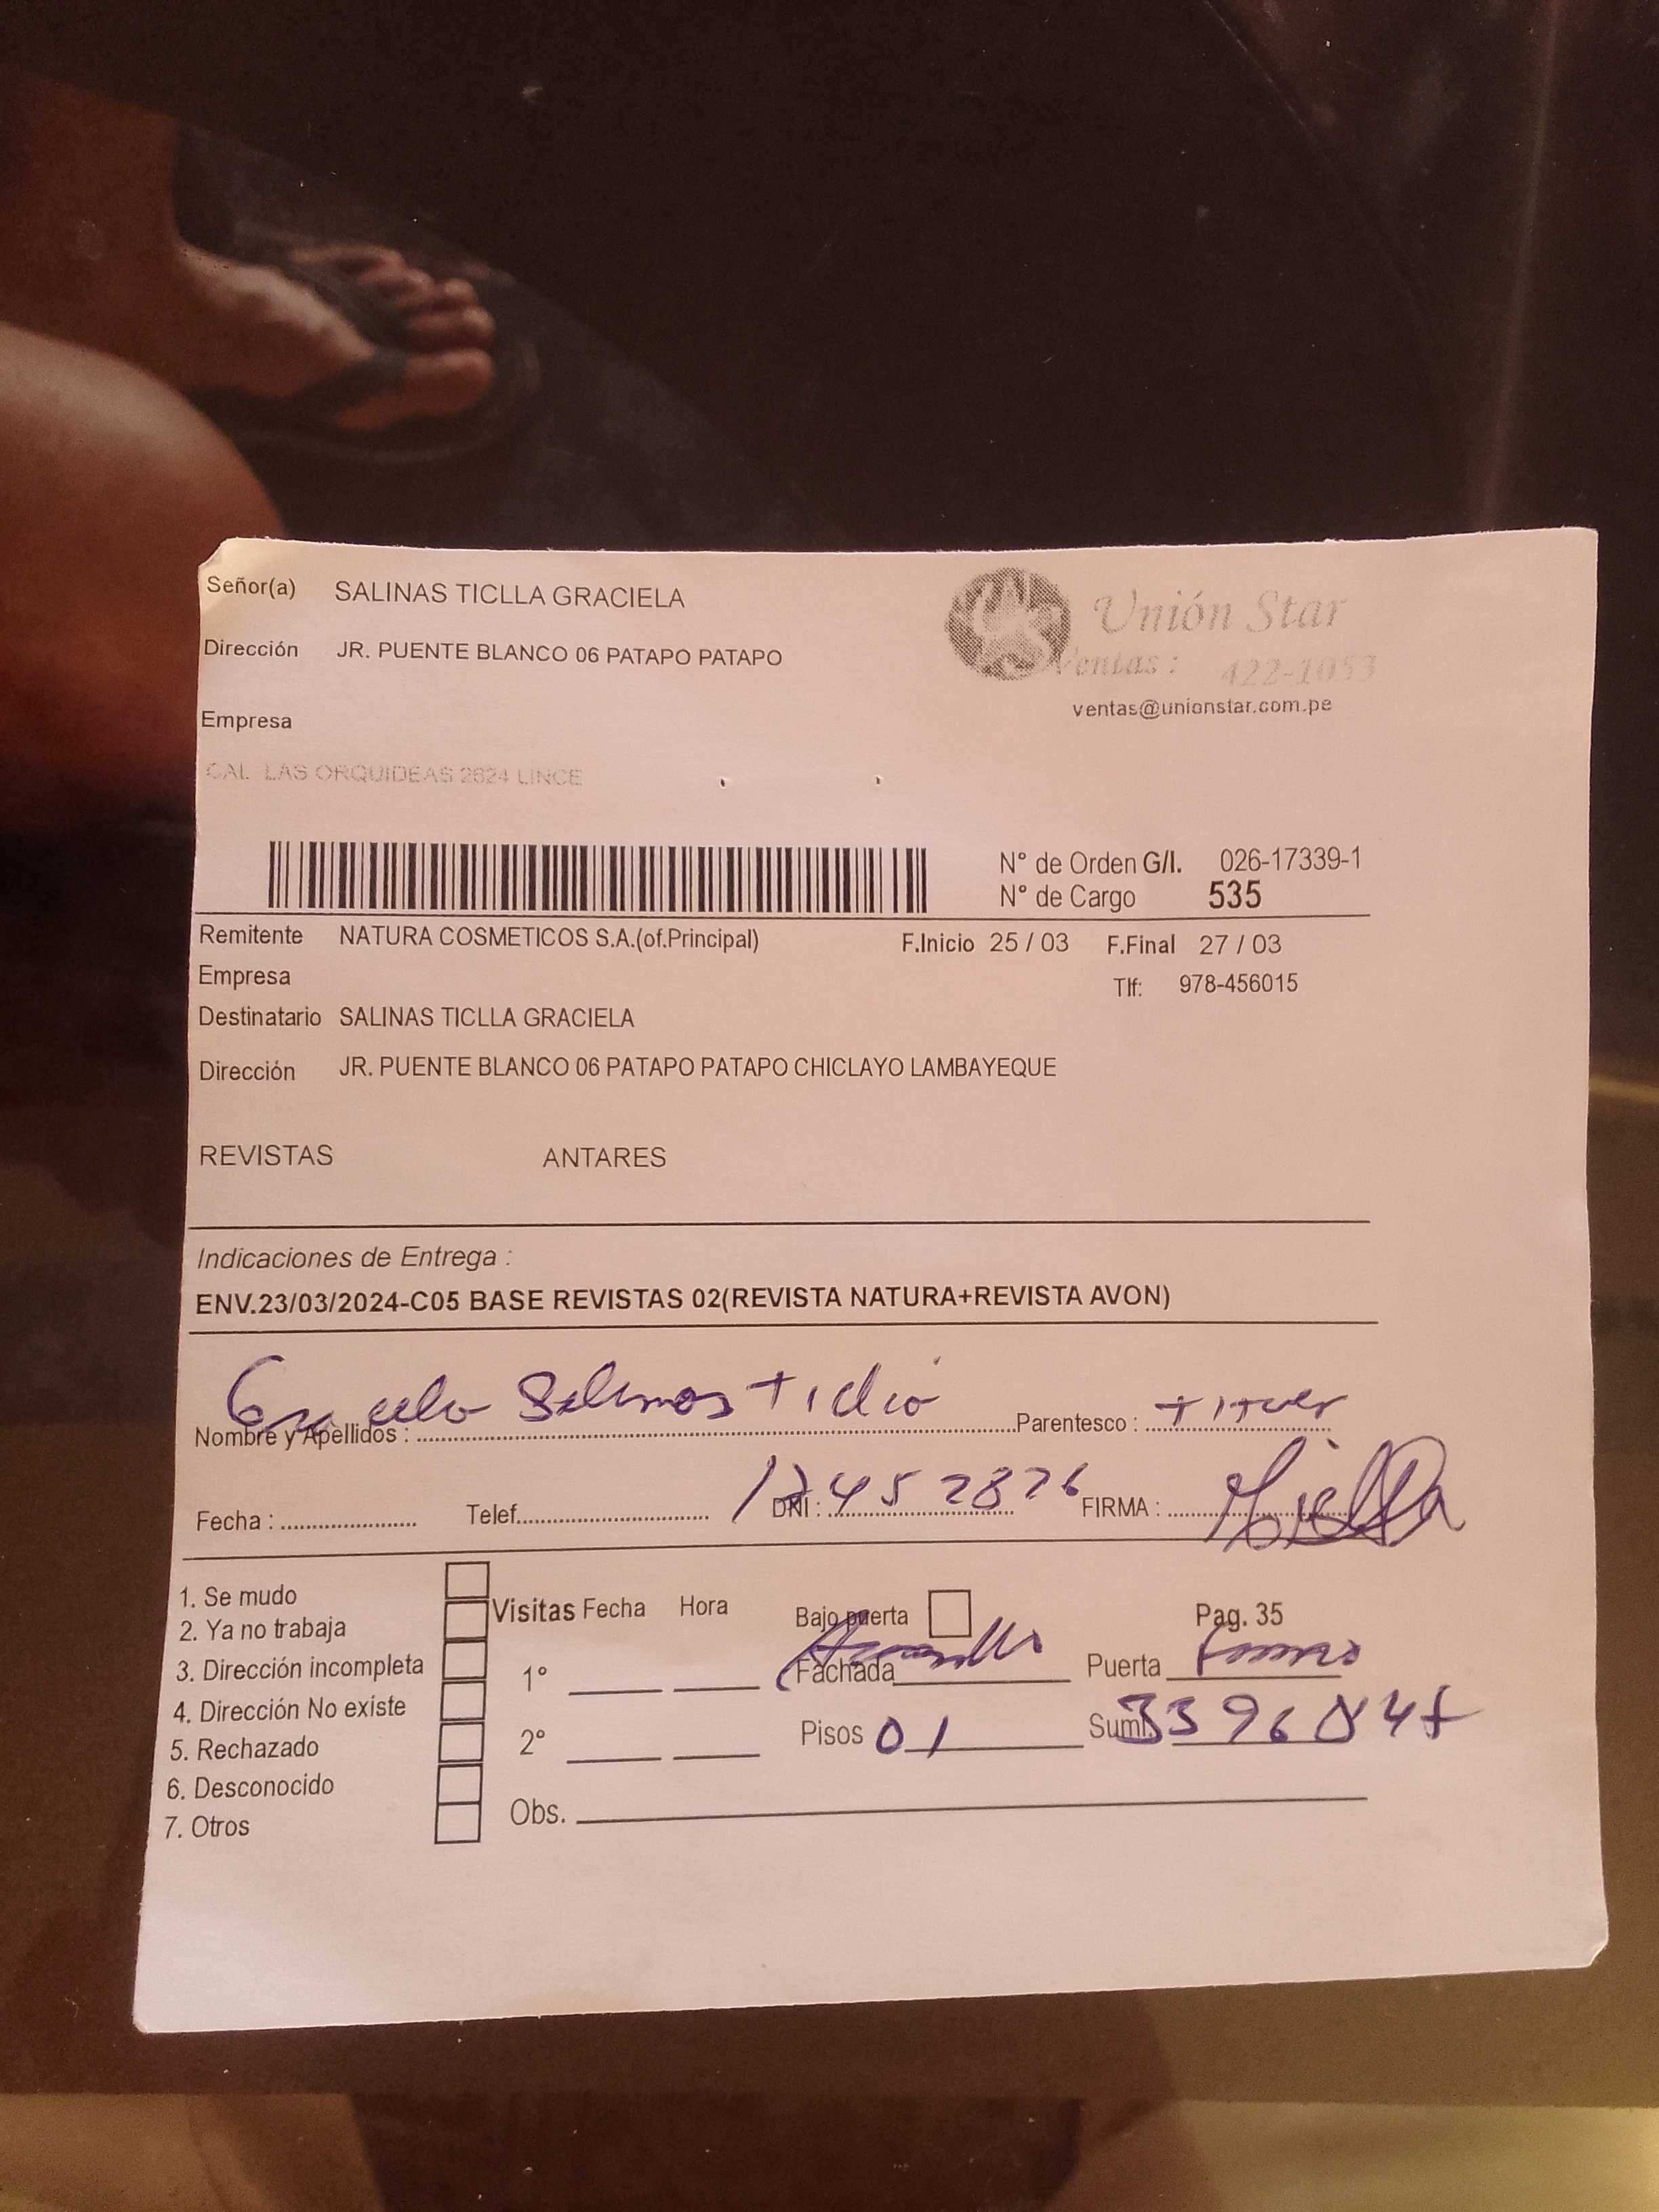 Señor(a) SALINAS TICLLA GRACIELA
Unión Star
Dirección JR. PUENTE BLANCO 06 PATAPO PATAPO
Ventas : 422-1053
ventas@unionstar.com.pe
Empresa
CAL LAS ORQUIDEAS 2624 LINCE
N° de Orden G/I. 026-17339-1
N° de Cargo 535
Remitente NATURA COSMETICOS S.A.(of.Principal) F.Inicio 25 / 03 F.Final 27 / 03
Empresa Tlf: 978-456015
Destinatario SALINAS TICLLA GRACIELA
Dirección JR. PUENTE BLANCO 06 PATAPO PATAPO CHICLAYO LAMBAYEQUE
REVISTAS ANTARES
Indicaciones de Entrega :
ENV.23/03/2024-C05 BASE REVISTAS 02(REVISTA NATURA+REVISTA AVON)
Nombre y Apellidos : Salinas Parentesco : titular
Fecha : Telef. DNI : FIRMA :
1. Se mudo
2. Ya no trabaja
3. Dirección incompleta
4. Dirección No existe
5. Rechazado
6. Desconocido
7. Otros
Visitas Fecha Hora Bajo puerta Pag. 35
1° Fachada Puerta
2° Pisos 01 Sumi.
Obs.